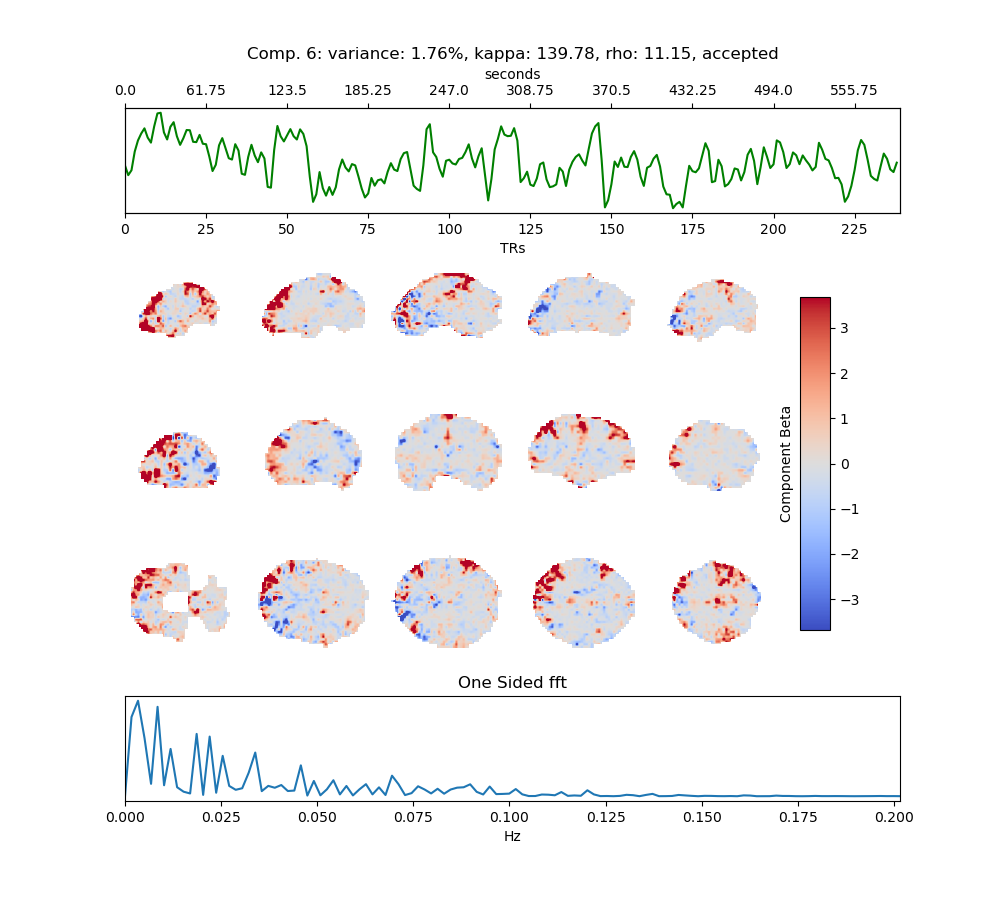 Comp. 6: variance: 1.76%, kappa: 139.78, rho: 11.15, accepted
seconds
0.0 61.75 123.5 185.25 247.0 308.75 370.5 432.25 494.0 555.75
0 25 50 75 100 125 150 175 200 225
TRs
3
2
1
0
−1
−2
−3
Component Beta
One Sided fft
0.000 0.025 0.050 0.075 0.100 0.125 0.150 0.175 0.200
Hz